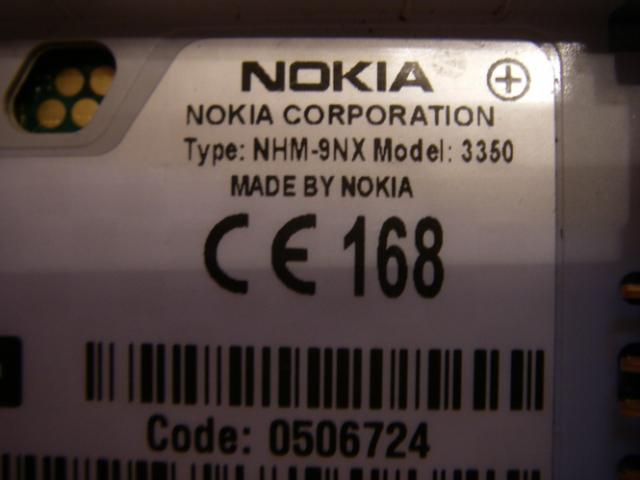 NOKIA
NOKIA CORPORATION
Type: NHM-9NX Model: 3350
MADE BY NOKIA
CE 168
Code: 0506724